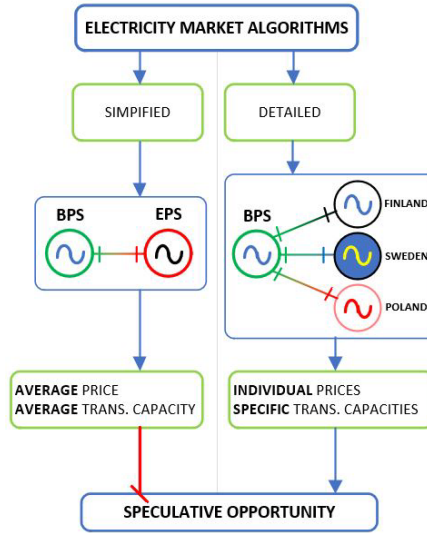 ELECTRICITY MARKET ALGORITHMS
SIMPIFIED
DETAILED
BPS
EPS
BPS
FINLAND
SWEDEN
POLAND
AVERAGE PRICE
AVERAGE TRANS. CAPACITY
INDIVIDUAL PRICES
SPECIFIC TRANS. CAPACITIES
SPECULATIVE OPPORTUNITY